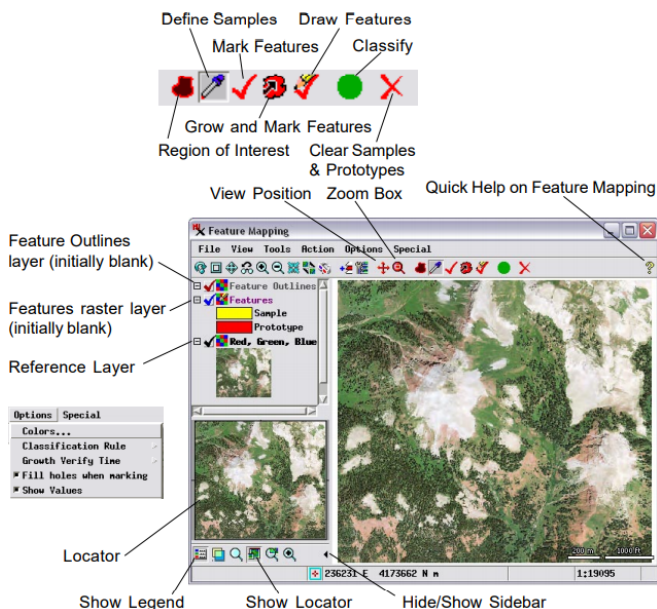 Define Samples
Draw Features
Mark Features
Classify
Grow and Mark Features
Region of Interest
Clear Samples
& Prototypes
View Position
Zoom Box
Quick Help on Feature Mapping
Feature Mapping
File View Tools Action Options Special
Feature Outlines
layer (initially blank)
Feature Outlines
Features
Features raster layer
(initially blank)
Sample
Prototype
Reference Layer
Red, Green, Blue
Options Special
Colors...
Classification Rule
Growth Verify Time
Fill holes when marking
Show Values
Locator
200 m
1000 ft
236231 E 4173662 N m
1:19095
Show Legend
Show Locator
Hide/Show Sidebar